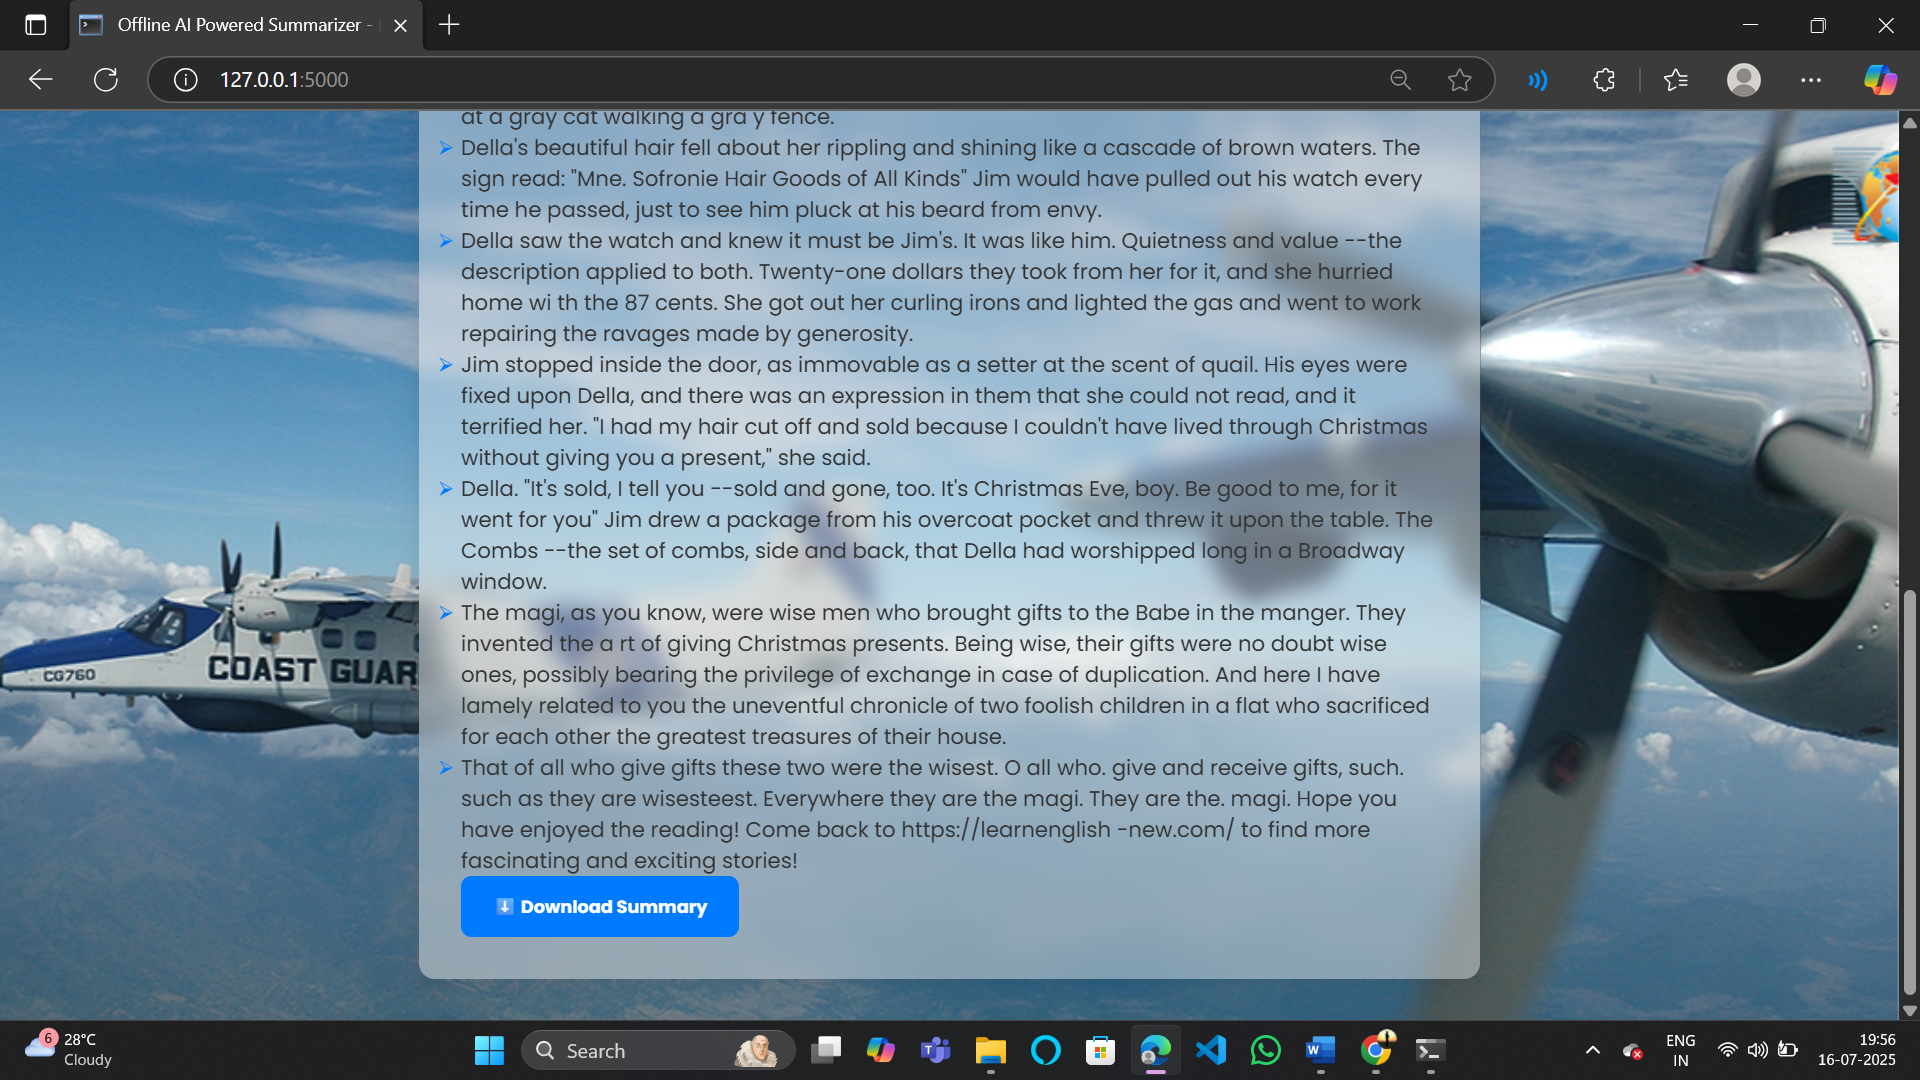 Offline AI Powered Summarizer -
127.0.0.1:5000
at a gray cat walking a gra y fence.
➢ Della's beautiful hair fell about her rippling and shining like a cascade of brown waters. The
sign read: "Mne. Sofronie Hair Goods of All Kinds" Jim would have pulled out his watch every
time he passed, just to see him pluck at his beard from envy.
➢ Della saw the watch and knew it must be Jim's. It was like him. Quietness and value --the
description applied to both. Twenty-one dollars they took from her for it, and she hurried
home wi th the 87 cents. She got out her curling irons and lighted the gas and went to work
repairing the ravages made by generosity.
➢ Jim stopped inside the door, as immovable as a setter at the scent of quail. His eyes were
fixed upon Della, and there was an expression in them that she could not read, and it
terrified her. "I had my hair cut off and sold because I couldn't have lived through Christmas
without giving you a present," she said.
➢ Della. "It's sold, I tell you --sold and gone, too. It's Christmas Eve, boy. Be good to me, for it
went for you" Jim drew a package from his overcoat pocket and threw it upon the table. The
Combs --the set of combs, side and back, that Della had worshipped long in a Broadway
window.
➢ The magi, as you know, were wise men who brought gifts to the Babe in the manger. They
invented the a rt of giving Christmas presents. Being wise, their gifts were no doubt wise
ones, possibly bearing the privilege of exchange in case of duplication. And here I have
lamely related to you the uneventful chronicle of two foolish children in a flat who sacrificed
for each other the greatest treasures of their house.
➢ That of all who give gifts these two were the wisest. O all who. give and receive gifts, such.
such as they are wisesteest. Everywhere they are the magi. They are the. magi. Hope you
have enjoyed the reading! Come back to https://learnenglish -new.com/ to find more
fascinating and exciting stories!
Download Summary
CG760
COAST GUAR
6
28°C
Cloudy
Search
ENG
IN
19:56
16-07-2025